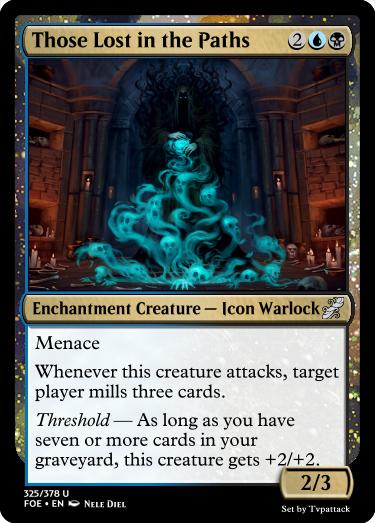 Those Lost in the Paths 2
Enchantment Creature — Icon Warlock
Menace
Whenever this creature attacks, target
player mills three cards.
Threshold — As long as you have
seven or more cards in your
graveyard, this creature gets +2/+2.
2/3
325/378 U
FOE • EN Nele Diel
Set by Tvpattack